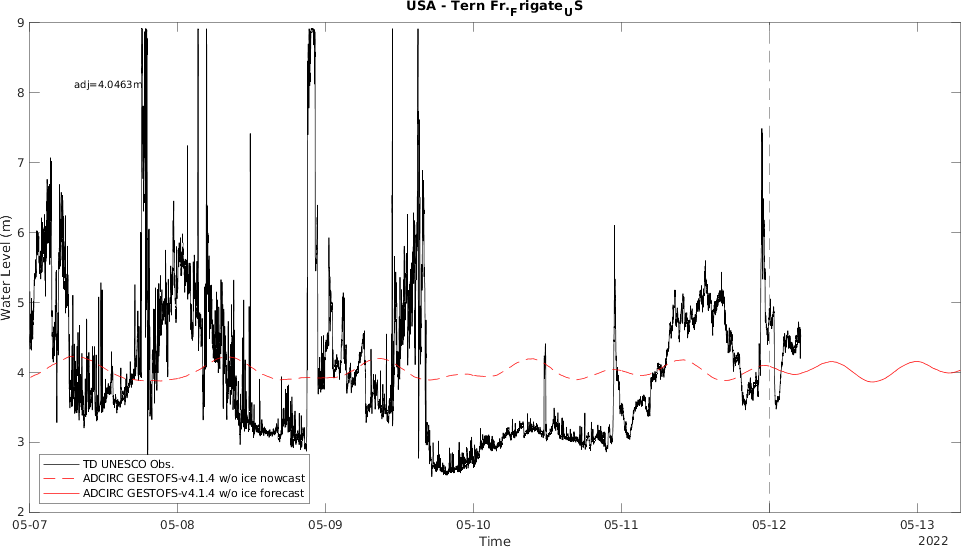 USA - Tern Fr.FrigateUS
9
adj=4.0463m
8
7
6
5
4
3
2
Water Level (m)
TD UNESCO Obs.
ADCIRC GESTOFS-v4.1.4 w/o ice nowcast
ADCIRC GESTOFS-v4.1.4 w/o ice forecast
05-07 05-08 05-09 05-10 05-11 05-12 05-13
Time
2022